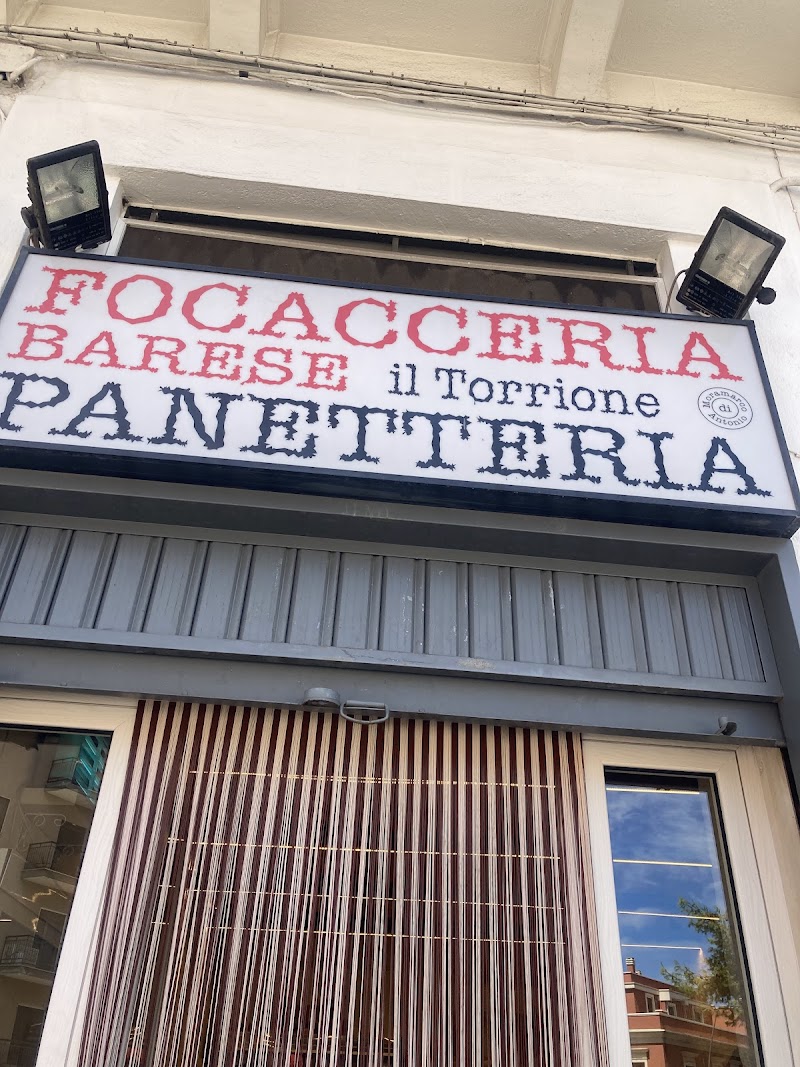 FOCACCERIA
BARESE il Torrione
PANETTERIA
Moramarco
di
Antonio